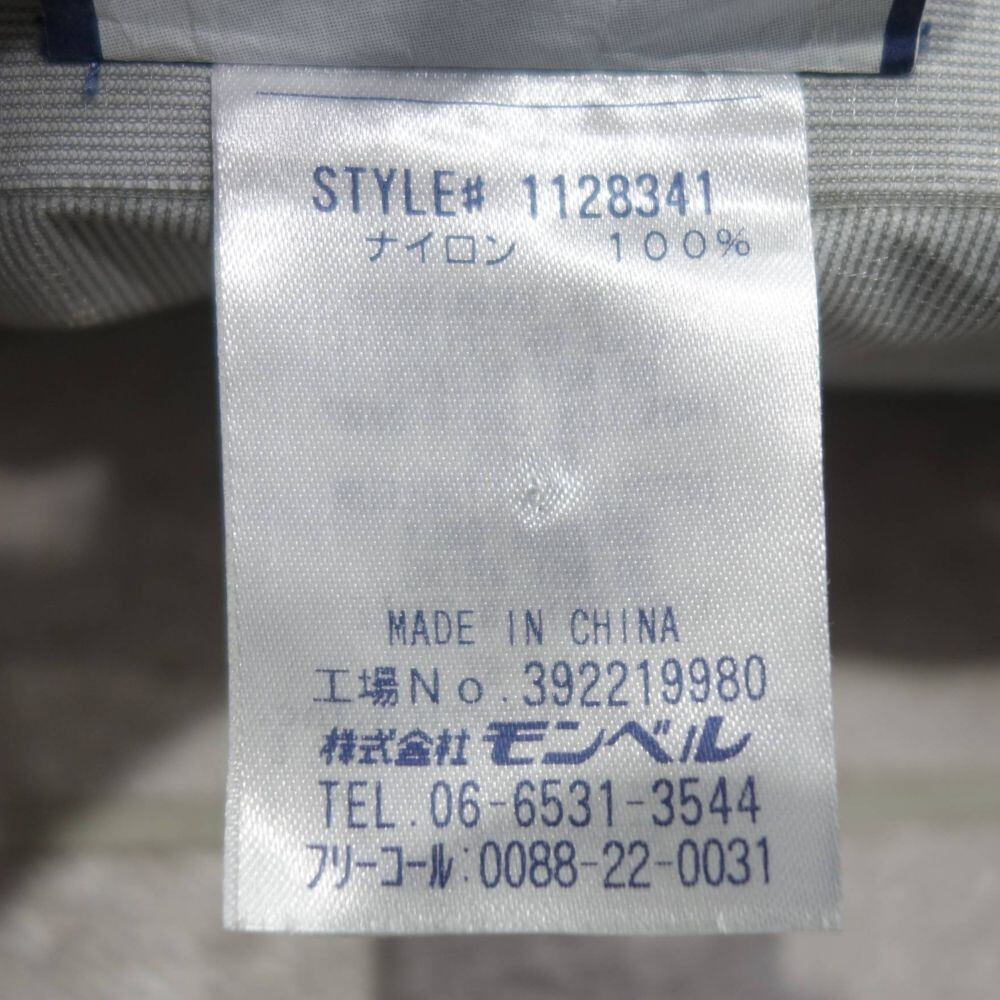 STYLE# 1128341
ナイロン 100%
MADE IN CHINA
工場No.392219980
株式会社モンベル
TEL.06-6531-3544
フリーコール:0088-22-0031